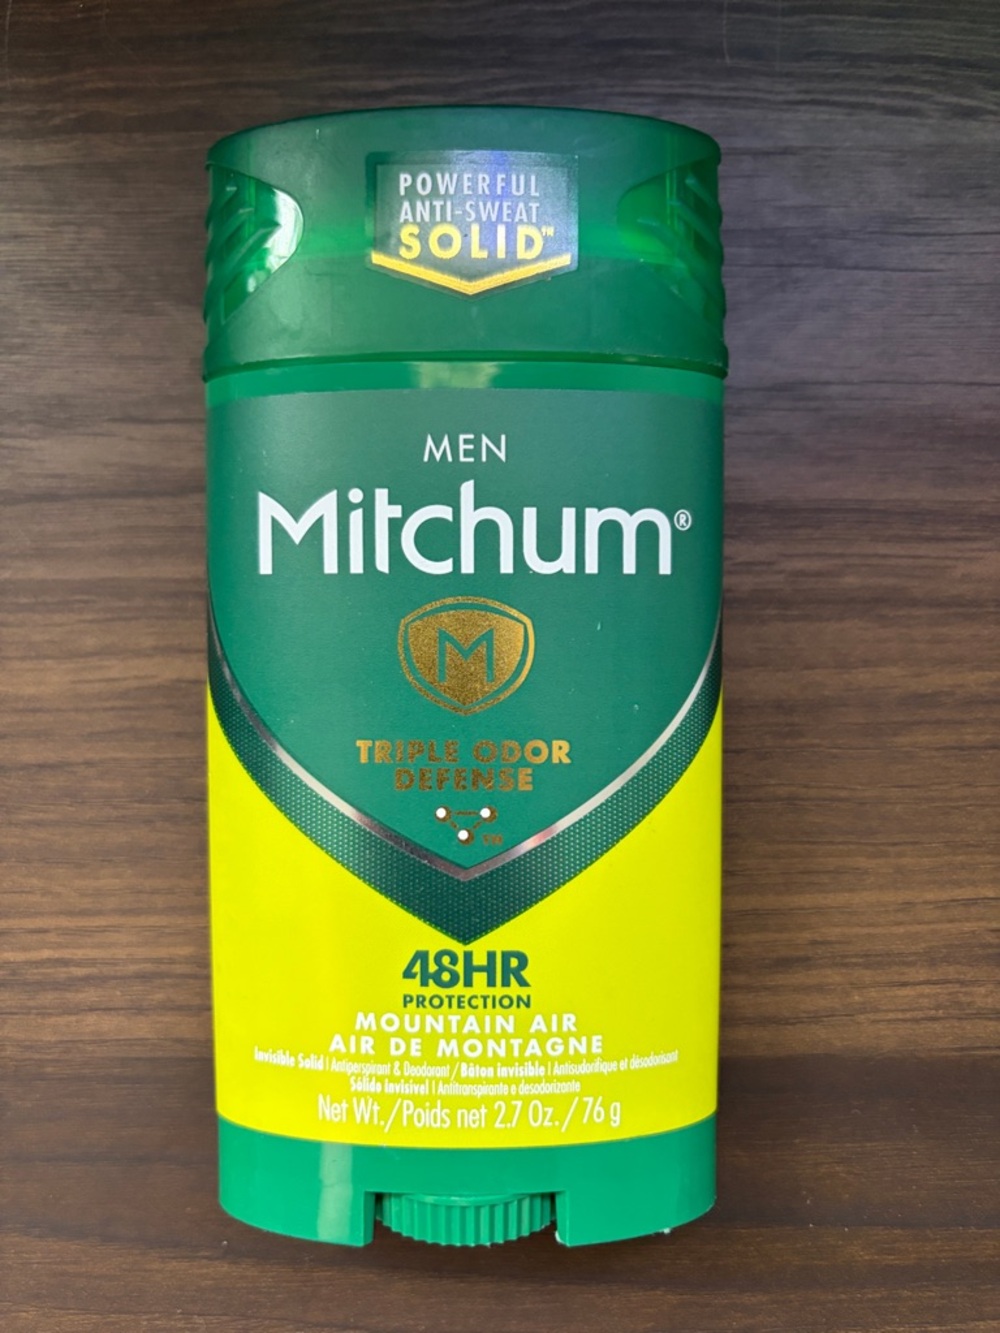 POWERFUL
ANTI-SWEAT
SOLID™
MEN
Mitchum®
M
TRIPLE ODOR
DEFENSE
™
48HR
PROTECTION
MOUNTAIN AIR
AIR DE MONTAGNE
Invisible Solid | Antiperspirant & Deodorant / Bâton invisible | Antisudorifique et désodorisant
Sólido invisível | Antitranspirante e desodorizante
Net Wt./Poids net 2.7 Oz./76 g